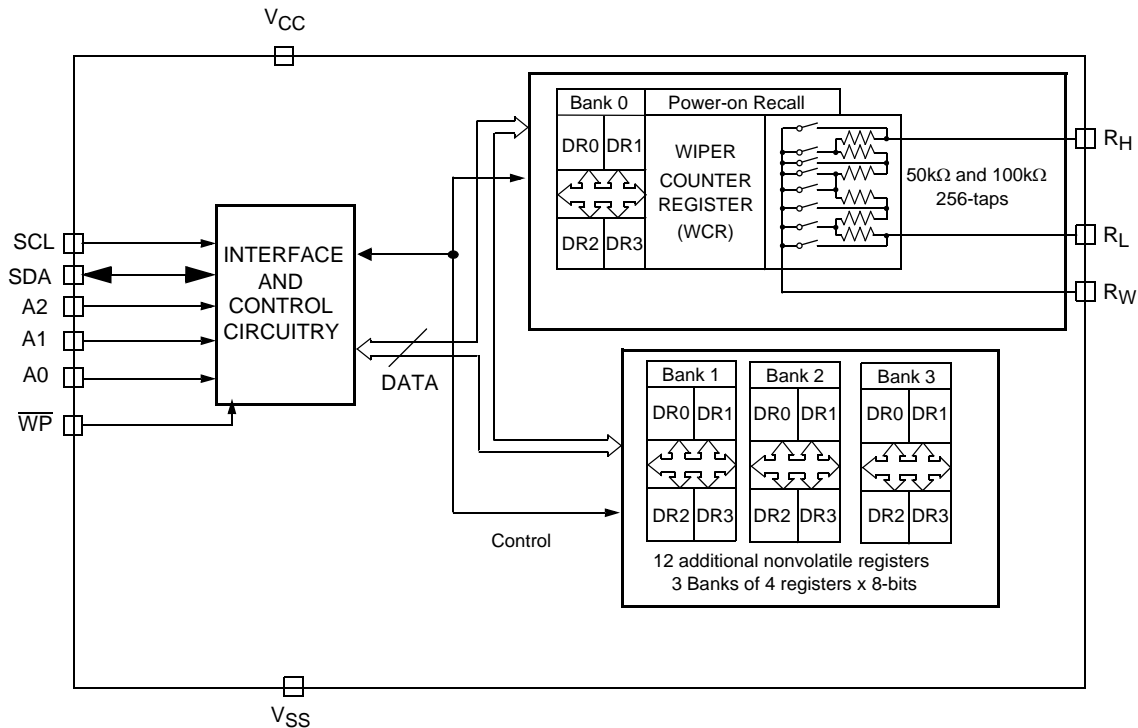 VCC
Bank 0
Power-on Recall
DR0 DR1
DR2 DR3
WIPER
COUNTER
REGISTER
(WCR)
50kΩ and 100kΩ
256-taps
RH
RL
RW
SCL
SDA
A2
A1
A0
WP
INTERFACE
AND
CONTROL
CIRCUITRY
DATA
Control
Bank 1
DR0 DR1
DR2 DR3
Bank 2
DR0 DR1
DR2 DR3
Bank 3
DR0 DR1
DR2 DR3
12 additional nonvolatile registers
3 Banks of 4 registers x 8-bits
VSS